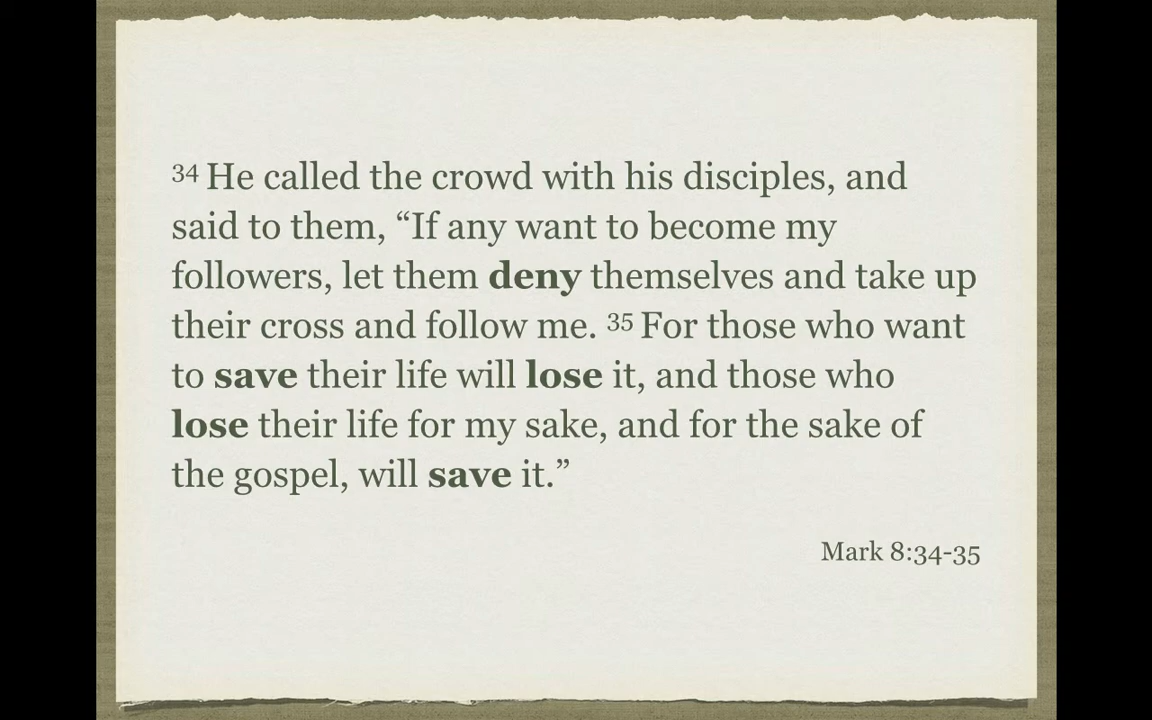 34 He called the crowd with his disciples, and
said to them, “If any want to become my
followers, let them deny themselves and take up
their cross and follow me. 35 For those who want
to save their life will lose it, and those who
lose their life for my sake, and for the sake of
the gospel, will save it.”
Mark 8:34-35